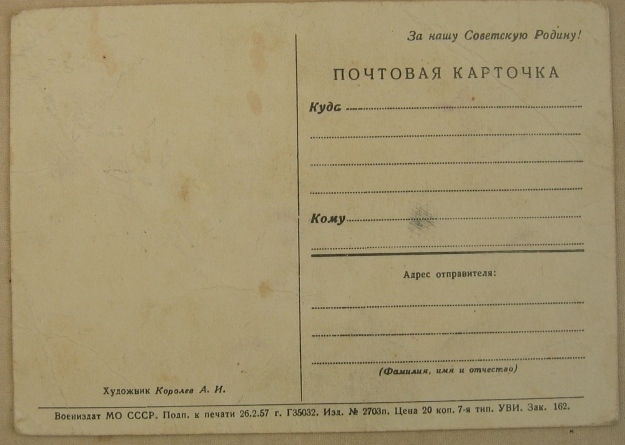 За нашу Советскую Родину!
ПОЧТОВАЯ КАРТОЧКА
Куда
Кому
Адрес отправителя:
(Фамилия, имя и отчество)
Художник Королев А. И.
Воениздат МО СССР. Подп. к печати 26.2.57 г. Г35032. Изд. № 2703п. Цена 20 коп. 7-я тип. УВИ. Зак. 162.